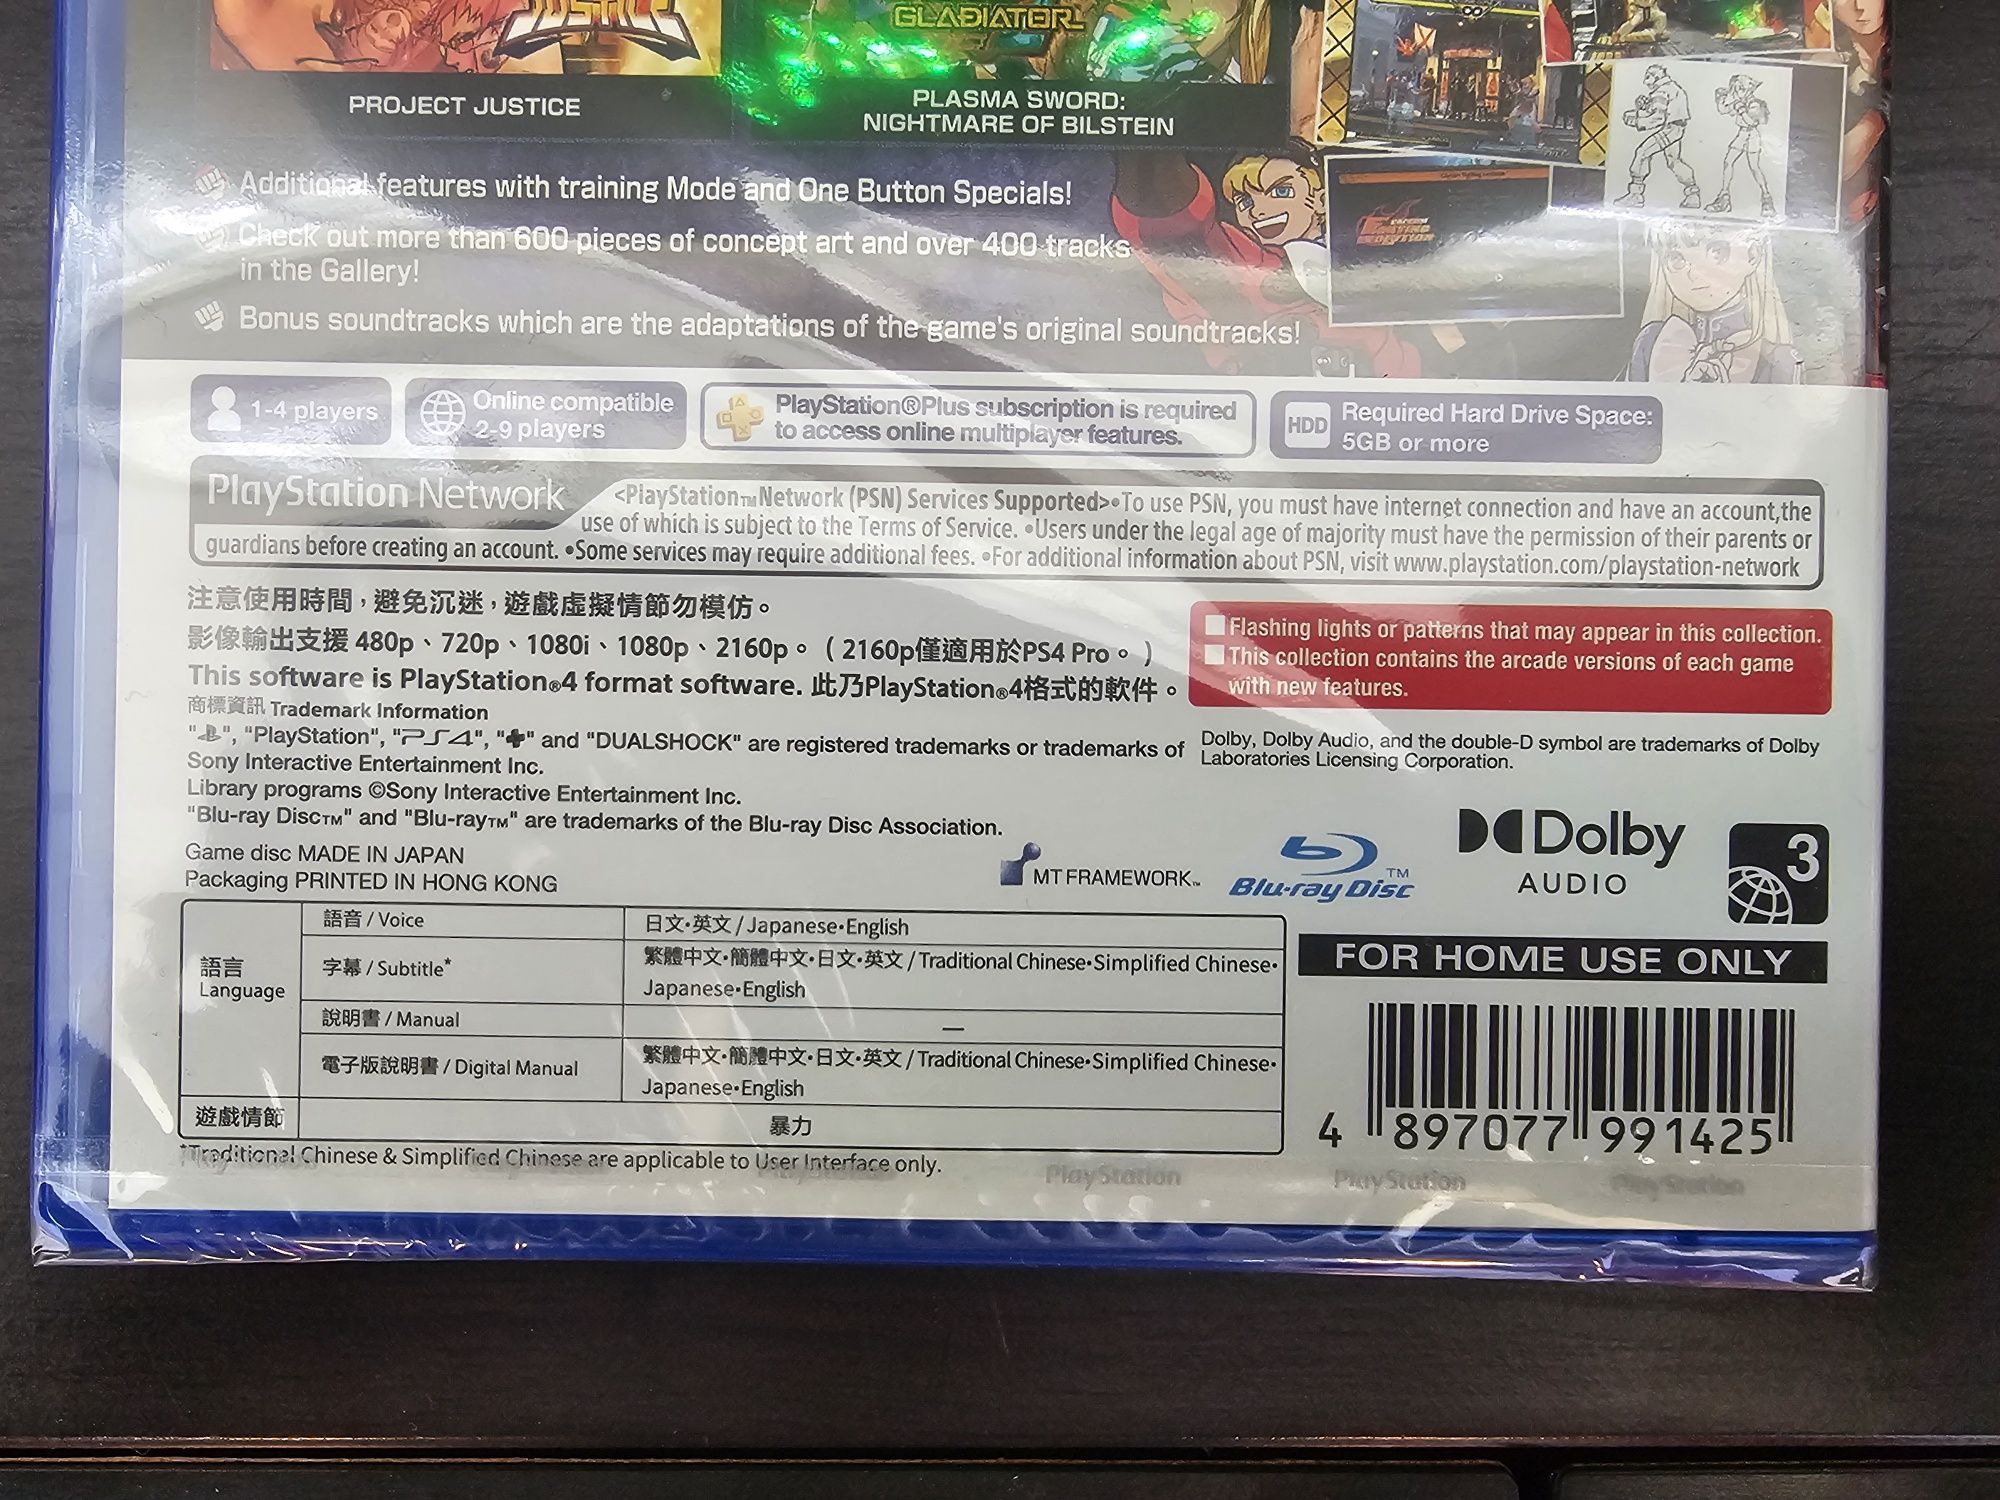 JUSTICE
GLADIATOR
PROJECT JUSTICE
PLASMA SWORD:
NIGHTMARE OF BILSTEIN
Additional features with training Mode and One Button Specials!
Check out more than 600 pieces of concept art and over 400 tracks
in the Gallery!
Bonus soundtracks which are the adaptations of the game's original soundtracks!
1-4 players
Online compatible
2-9 players
PlayStation®Plus subscription is required
to access online multiplayer features.
HDD
Required Hard Drive Space:
5GB or more
PlayStation Network
<PlayStation™Network (PSN) Services Supported>•To use PSN, you must have internet connection and have an account,the
use of which is subject to the Terms of Service. •Users under the legal age of majority must have the permission of their parents or
guardians before creating an account. •Some services may require additional fees. •For additional information about PSN, visit www.playstation.com/playstation-network
注意使用時間，避免沉迷，遊戲虛擬情節勿模仿。
影像輸出支援 480p、720p、1080i、1080p、2160p。（2160p僅適用於PS4 Pro。）
This software is PlayStation®4 format software. 此乃PlayStation®4格式的軟件。
Flashing lights or patterns that may appear in this collection.
This collection contains the arcade versions of each game
with new features.
商標資訊 Trademark Information
"", "PlayStation", "PS4", "" and "DUALSHOCK" are registered trademarks or trademarks of
Sony Interactive Entertainment Inc.
Library programs ©Sony Interactive Entertainment Inc.
"Blu-ray Disc™" and "Blu-ray™" are trademarks of the Blu-ray Disc Association.
Dolby, Dolby Audio, and the double-D symbol are trademarks of Dolby
Laboratories Licensing Corporation.
Game disc MADE IN JAPAN
Packaging PRINTED IN HONG KONG
MT FRAMEWORK™
Blu-ray Disc™
Dolby
AUDIO
3
語言
Language
語音 / Voice
日文•英文 / Japanese•English
字幕 / Subtitle*
繁體中文•簡體中文•日文•英文 / Traditional Chinese•Simplified Chinese•
Japanese•English
說明書 / Manual
—
電子版說明書 / Digital Manual
繁體中文•簡體中文•日文•英文 / Traditional Chinese•Simplified Chinese•
Japanese•English
遊戲情節
暴力
*Traditional Chinese & Simplified Chinese are applicable to User Interface only.
FOR HOME USE ONLY
4 897077 991425
PlayStation PlayStation PlayStation